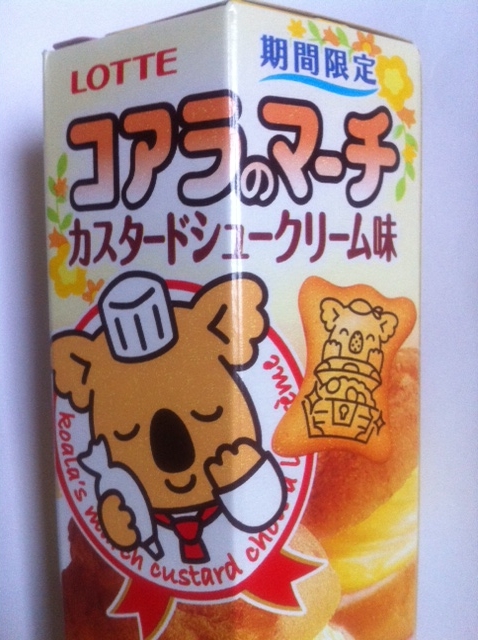 LOTTE
期間限定
コアラのマーチ
カスタードシュークリーム味
koala's march custard